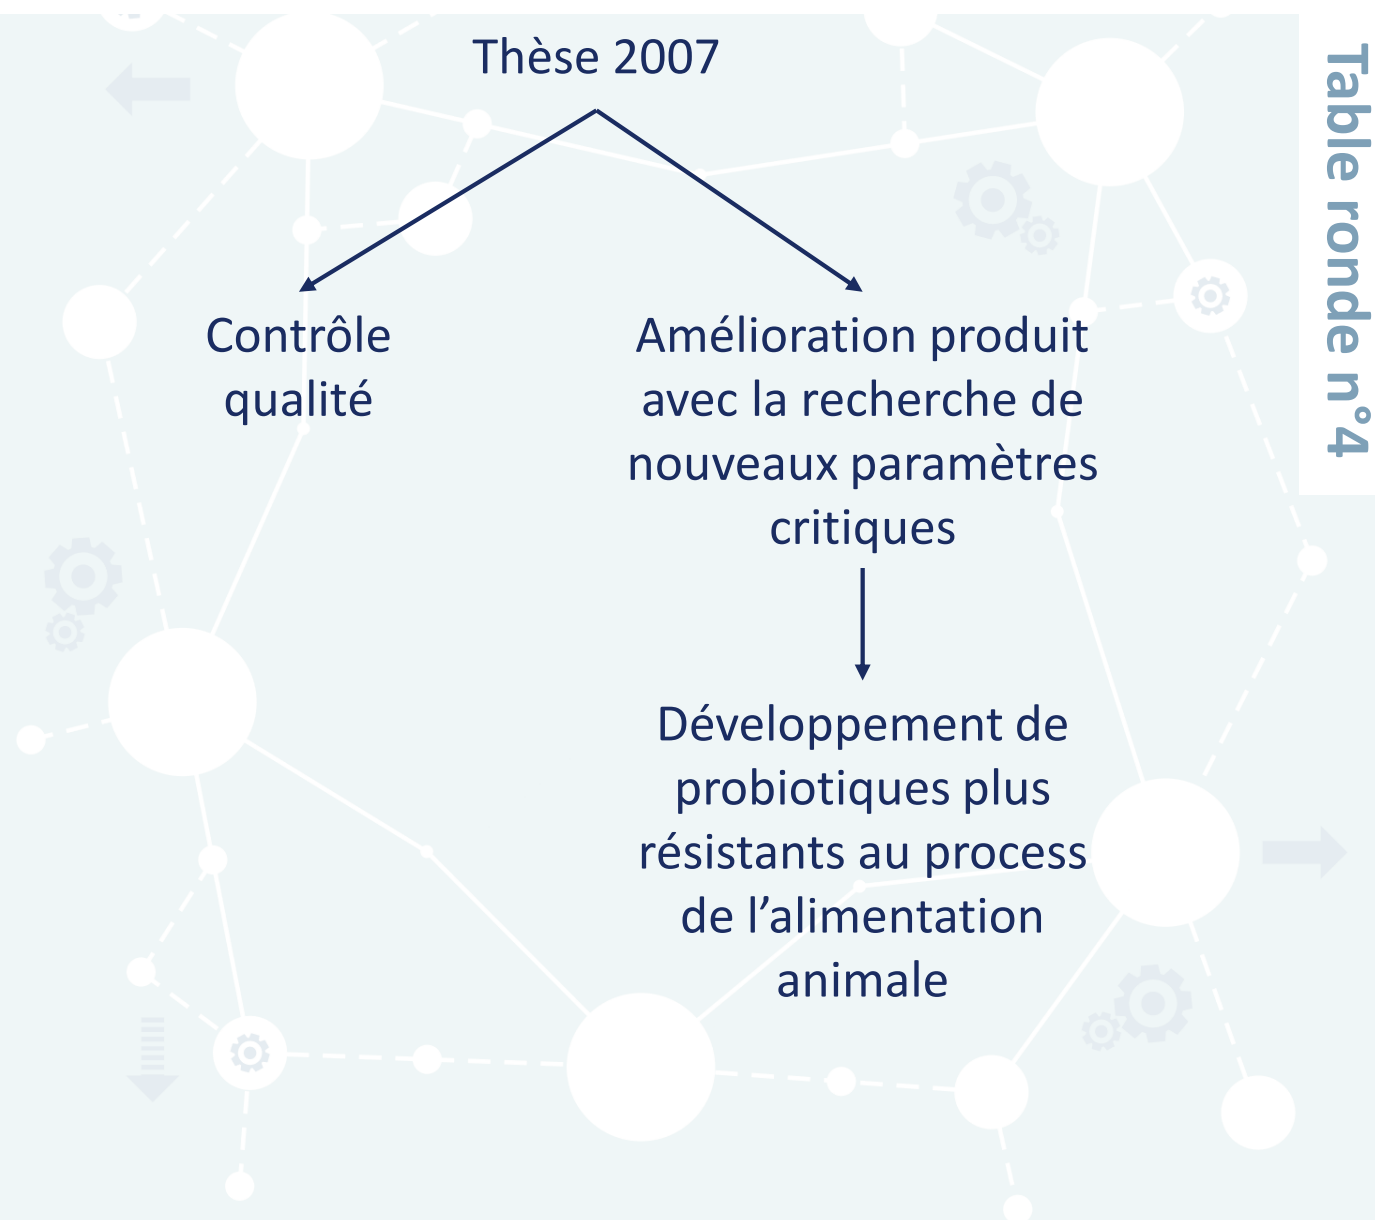 Thèse 2007
Contrôle
qualité
Amélioration produit
avec la recherche de
nouveaux paramètres
critiques
Développement de
probiotiques plus
résistants au process
de l’alimentation
animale
Table ronde n°4